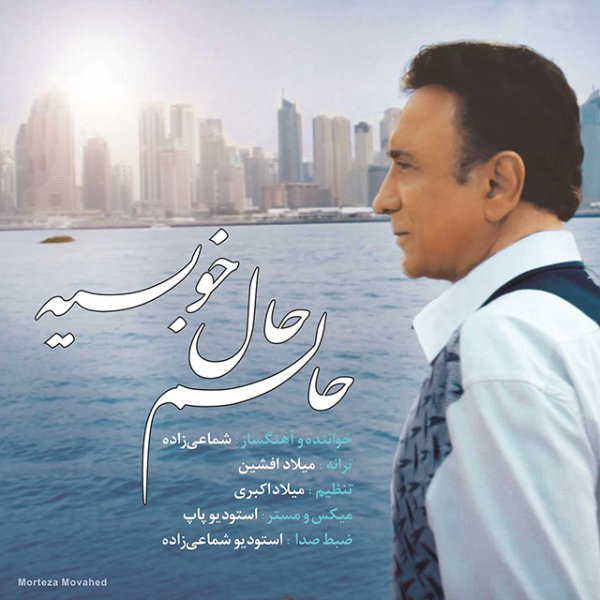 حالم حال خوبیه
خواننده و آهنگساز : شماعی‌زاده
ترانه : میلاد افشین
تنظیم : میلاد اکبری
میکس و مستر : استودیو پاپ
ضبط صدا : استودیو شماعی‌زاده
Morteza Movahed